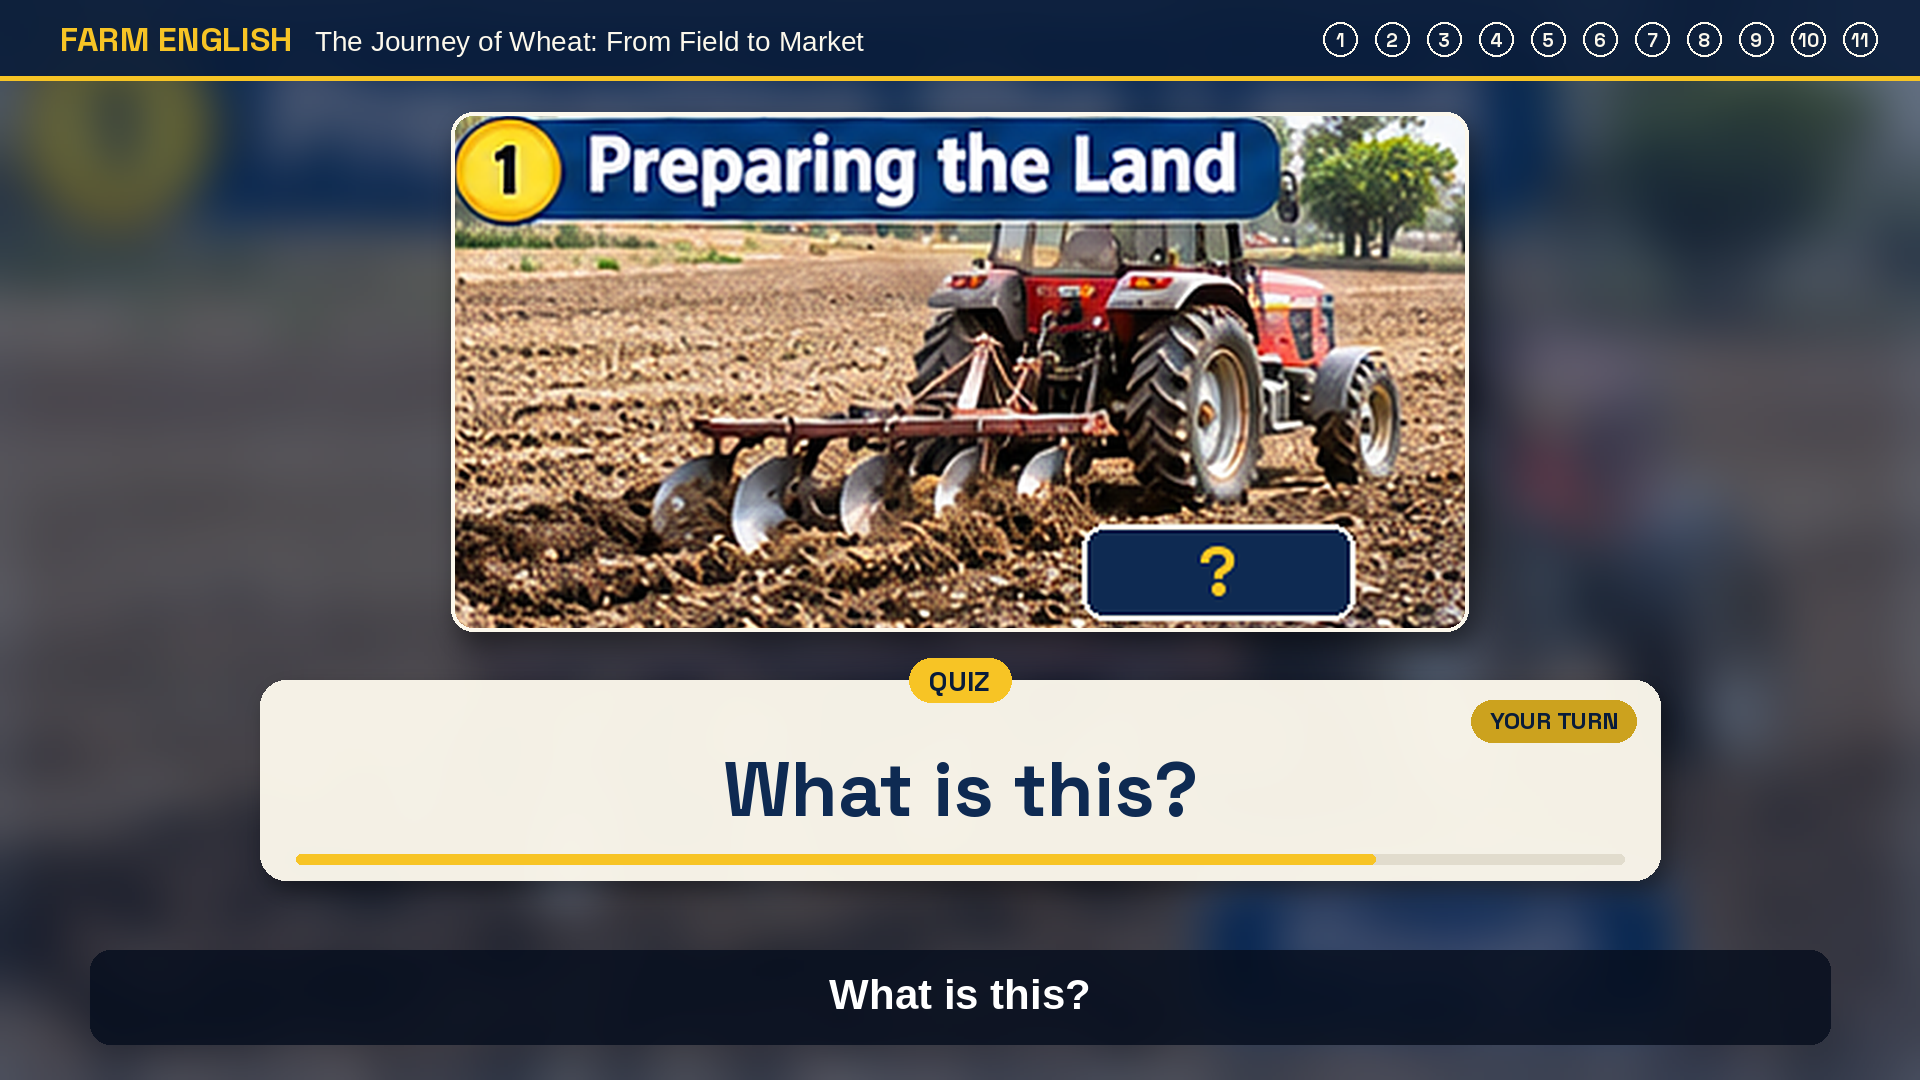 FARM ENGLISH The Journey of Wheat: From Field to Market 1 2 3 4 5 6 7 8 9 10 11
1 Preparing the Land
?
QUIZ
YOUR TURN
What is this?
What is this?